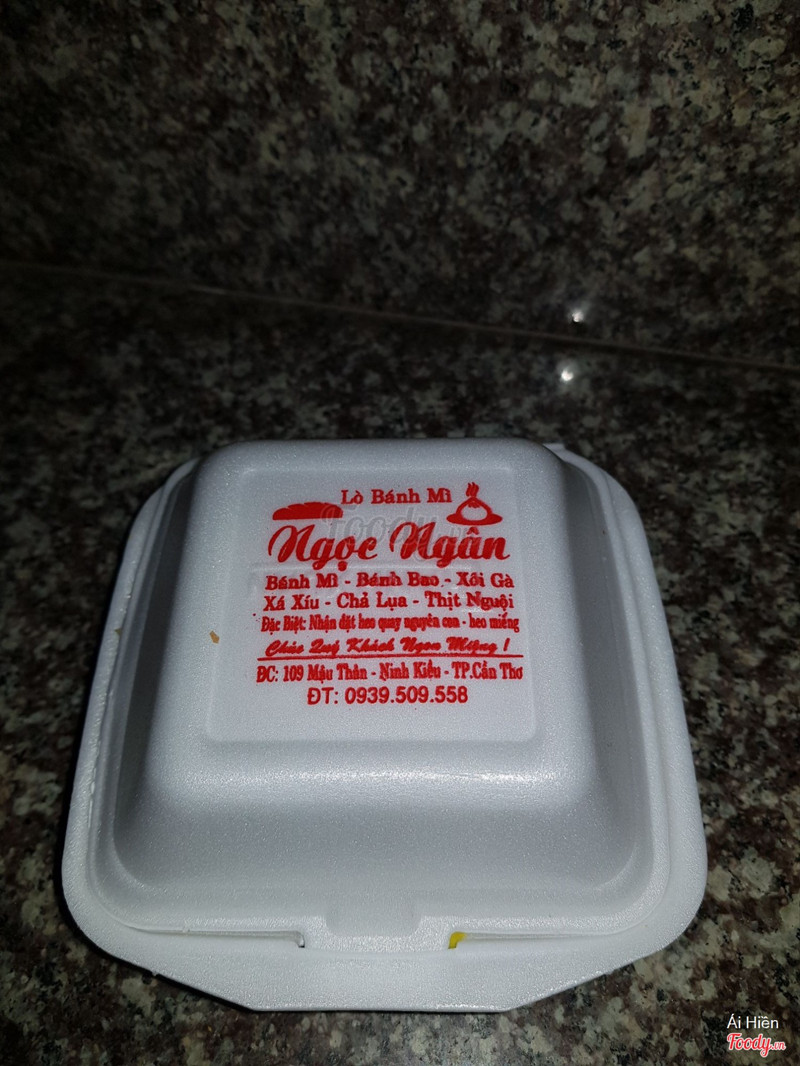 Lò Bánh Mì
Ngọc Ngân
Bánh Mì - Bánh Bao - Xôi Gà
Xá Xíu - Chả Lụa - Thịt Nguội
Đặc Biệt: Nhận đặt heo quay nguyên con - heo miếng
Chúc Quý Khách Ngon Miệng !
ĐC: 109 Mậu Thân - Ninh Kiều - TP.Cần Thơ
ĐT: 0939.509.558
Foody.vn
Ái Hiền
Foody.vn